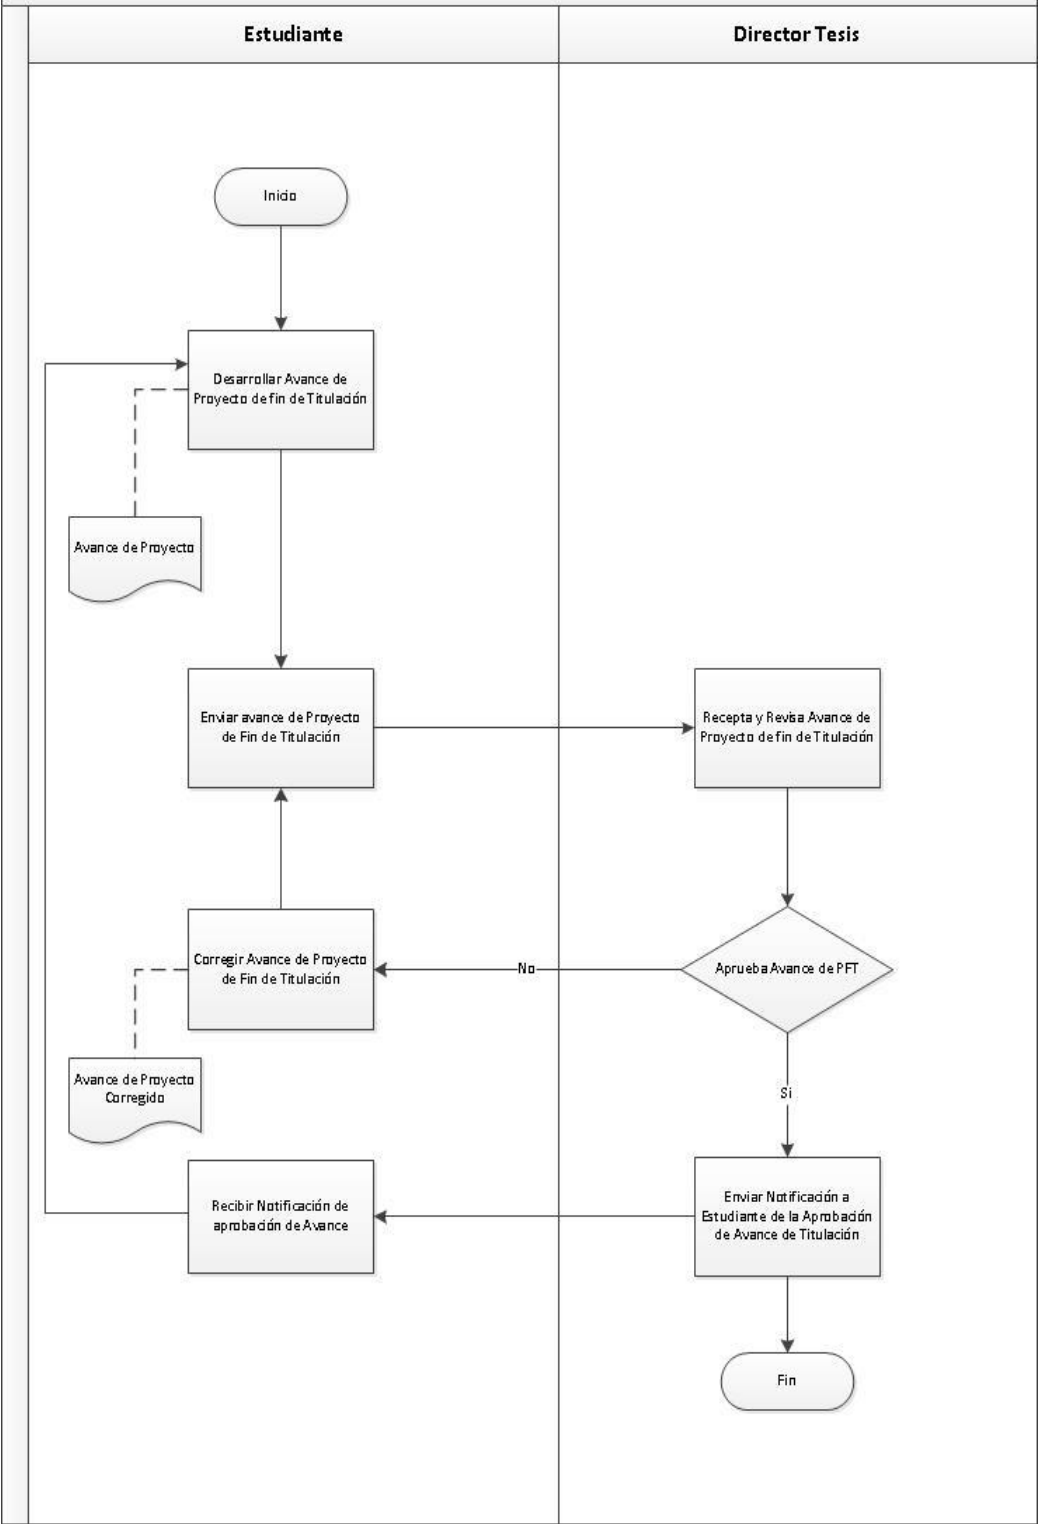 Estudiante
Director Tesis
Inicio
Desarrollar Avance de
Proyecto de fin de Titulación
Avance de Proyecto
Enviar avance de Proyecto
de Fin de Titulación
Recepta y Revisa Avance de
Proyecto de fin de Titulación
Corregir Avance de Proyecto
de Fin de Titulación
No
Aprueba Avance de PFT
Avance de Proyecto
Corregido
Si
Recibir Notificación de
aprobación de Avance
Enviar Notificación a
Estudiante de la Aprobación
de Avance de Titulación
Fin